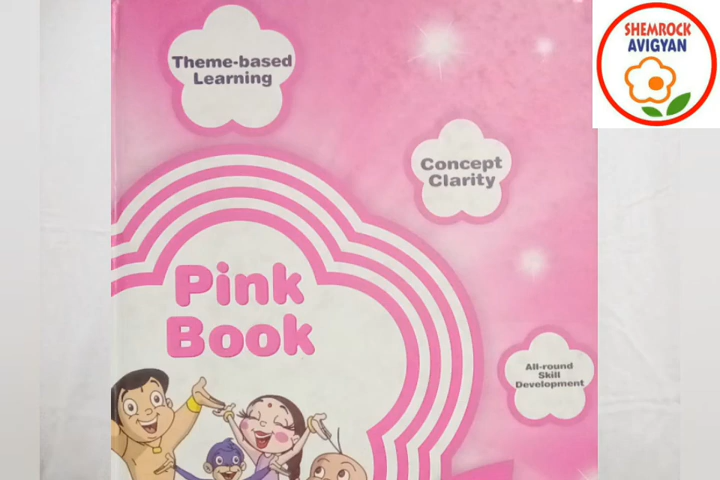 Theme-based
Learning
SHEMROCK
AVIGYAN
Concept
Clarity
Pink
Book
All-round
Skill
Development